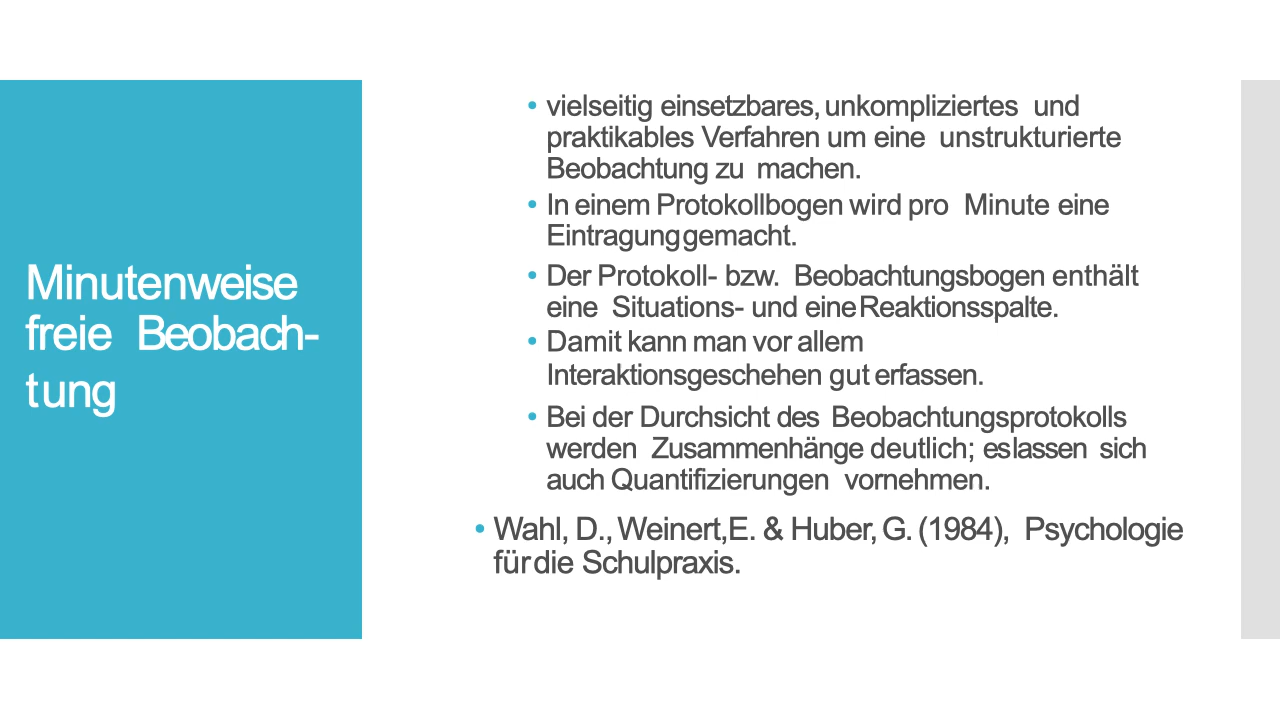 Minutenweise
freie Beobach-
tung
• vielseitig einsetzbares, unkompliziertes und
praktikables Verfahren um eine unstrukturierte
Beobachtung zu machen.
• In einem Protokollbogen wird pro Minute eine
Eintragung gemacht.
• Der Protokoll- bzw. Beobachtungsbogen enthält
eine Situations- und eine Reaktionsspalte.
• Damit kann man vor allem
Interaktionsgeschehen gut erfassen.
• Bei der Durchsicht des Beobachtungsprotokolls
werden Zusammenhänge deutlich; es lassen sich
auch Quantifizierungen vornehmen.
• Wahl, D., Weinert, E. & Huber, G. (1984), Psychologie
für die Schulpraxis.